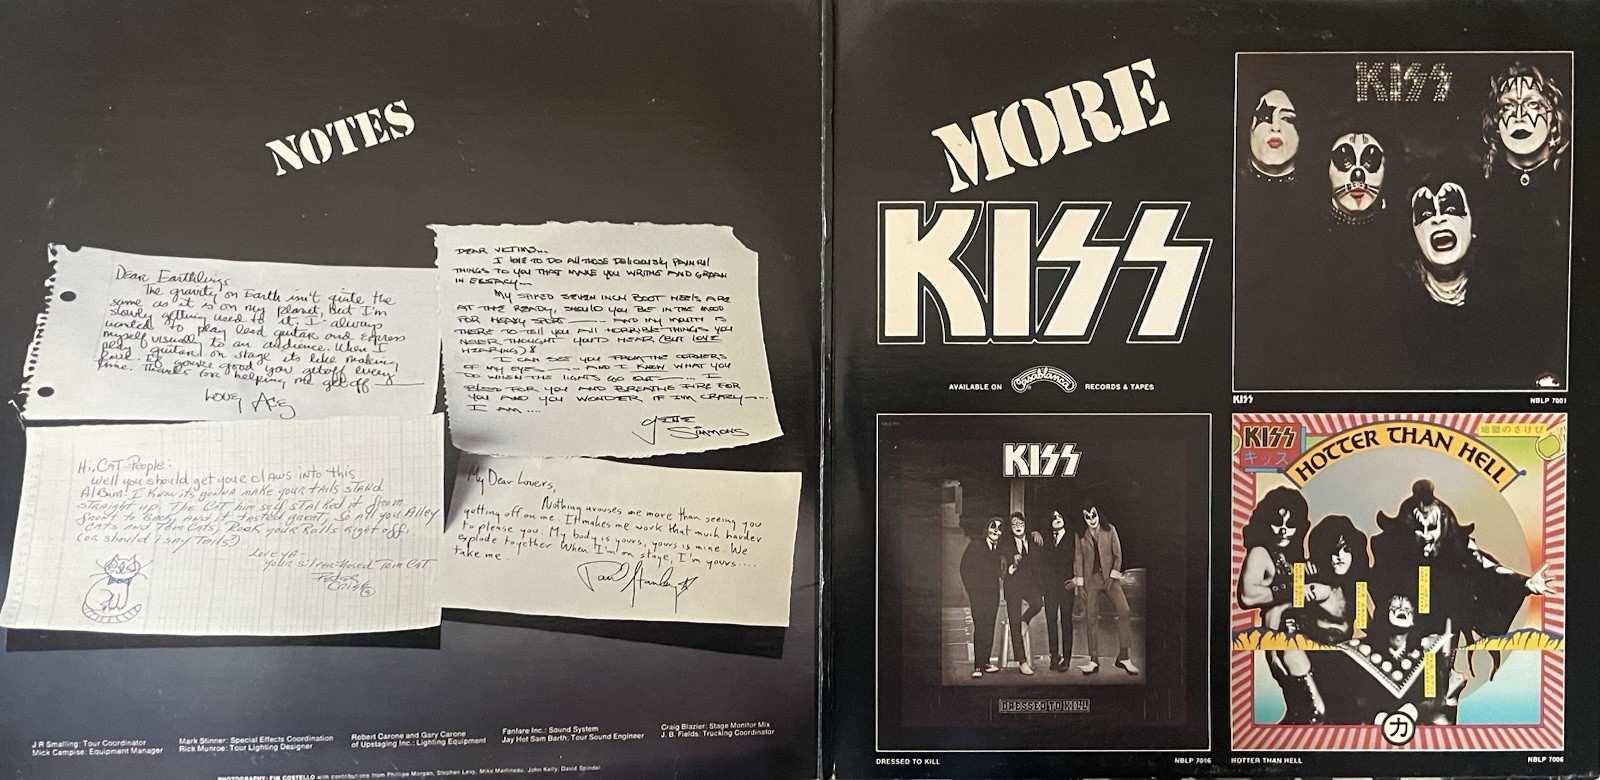 NOTES
Dear Earthlings
The gravity on Earth isn't quite the
same as it is on my planet, But I'm
slowly getting used to it. I always
wanted to play lead guitar and express
myself visually to an audience. When I
play guitar on stage its like making
love. If you're good you get off every
time. Thanks for helping me get off
Love, Ace
DEAR VICTIMS...
I LOVE TO DO ALL THOSE DELICIOUSLY PAINFUL
THINGS TO YOU THAT MAKE YOU WRITHE AND GROAN
IN ECSTACY...
MY SPIKED SEVEN INCH BOOT HEELS ARE
AT THE READY, SHOULD YOU BE IN THE MOOD
FOR HEAVY SPORT ... AND MY MOUTH IS
THERE TO TELL YOU ALL HORRIBLE THINGS YOU
NEVER THOUGHT YOU'D HEAR (BUT LOVE
HEARING)!
I CAN SEE YOU FROM THE CORNERS
OF MY EYES ... AND I KNOW WHAT YOU
DO WHEN THE LIGHTS GO OUT ... I
BLEED FOR YOU AND BREATHE FIRE FOR
YOU AND YOU WONDER IF I'M CRAZY...
I AM....
GENE
SIMMONS
Hi, CAT-People:
Well you should get your claws into this
Album! I know its gonna make your tails STAND
straight up. The Cat him self stalked it from
front to Back, and it tasted great, so all you Alley
Cats and Tom Cats, Rock your Rolls right off.
(or should I say Tails?)
Love ya-
your silver-nosed Tom Cat
Peter
Criss
My Dear Lovers,
Nothing arouses me more than seeing you
getting off on me. It makes me work that much harder
to please you. My body is yours, yours is mine. We
explode together When I'm on stage, I'm yours....
take me.
Paul Stanley
J R Smalling: Tour Coordinator
Mick Campise: Equipment Manager
Mark Stinner: Special Effects Coordination
Rick Munroe: Tour Lighting Designer
Robert Carone and Gary Carone
of Upstaging Inc.: Lighting Equipment
Fanfare Inc.: Sound System
Jay Hot Sam Barth: Tour Sound Engineer
Craig Blazier: Stage Monitor Mix
J. B. Fields: Trucking Coordinator
PHOTOGRAPHY: FIN COSTELLO with contributions from Phillipe Morgan, Stephen Levy, Mike Martineau, John Kelly, David Spindel
MORE
KISS
AVAILABLE ON Casablanca RECORDS & TAPES
KISS
KISS NBLP 7001
KISS
DRESSED TO KILL
DRESSED TO KILL NBLP 7016
KISS
キッス
HOTTER THAN HELL
地獄のさけび
力
HOTTER THAN HELL NBLP 7006